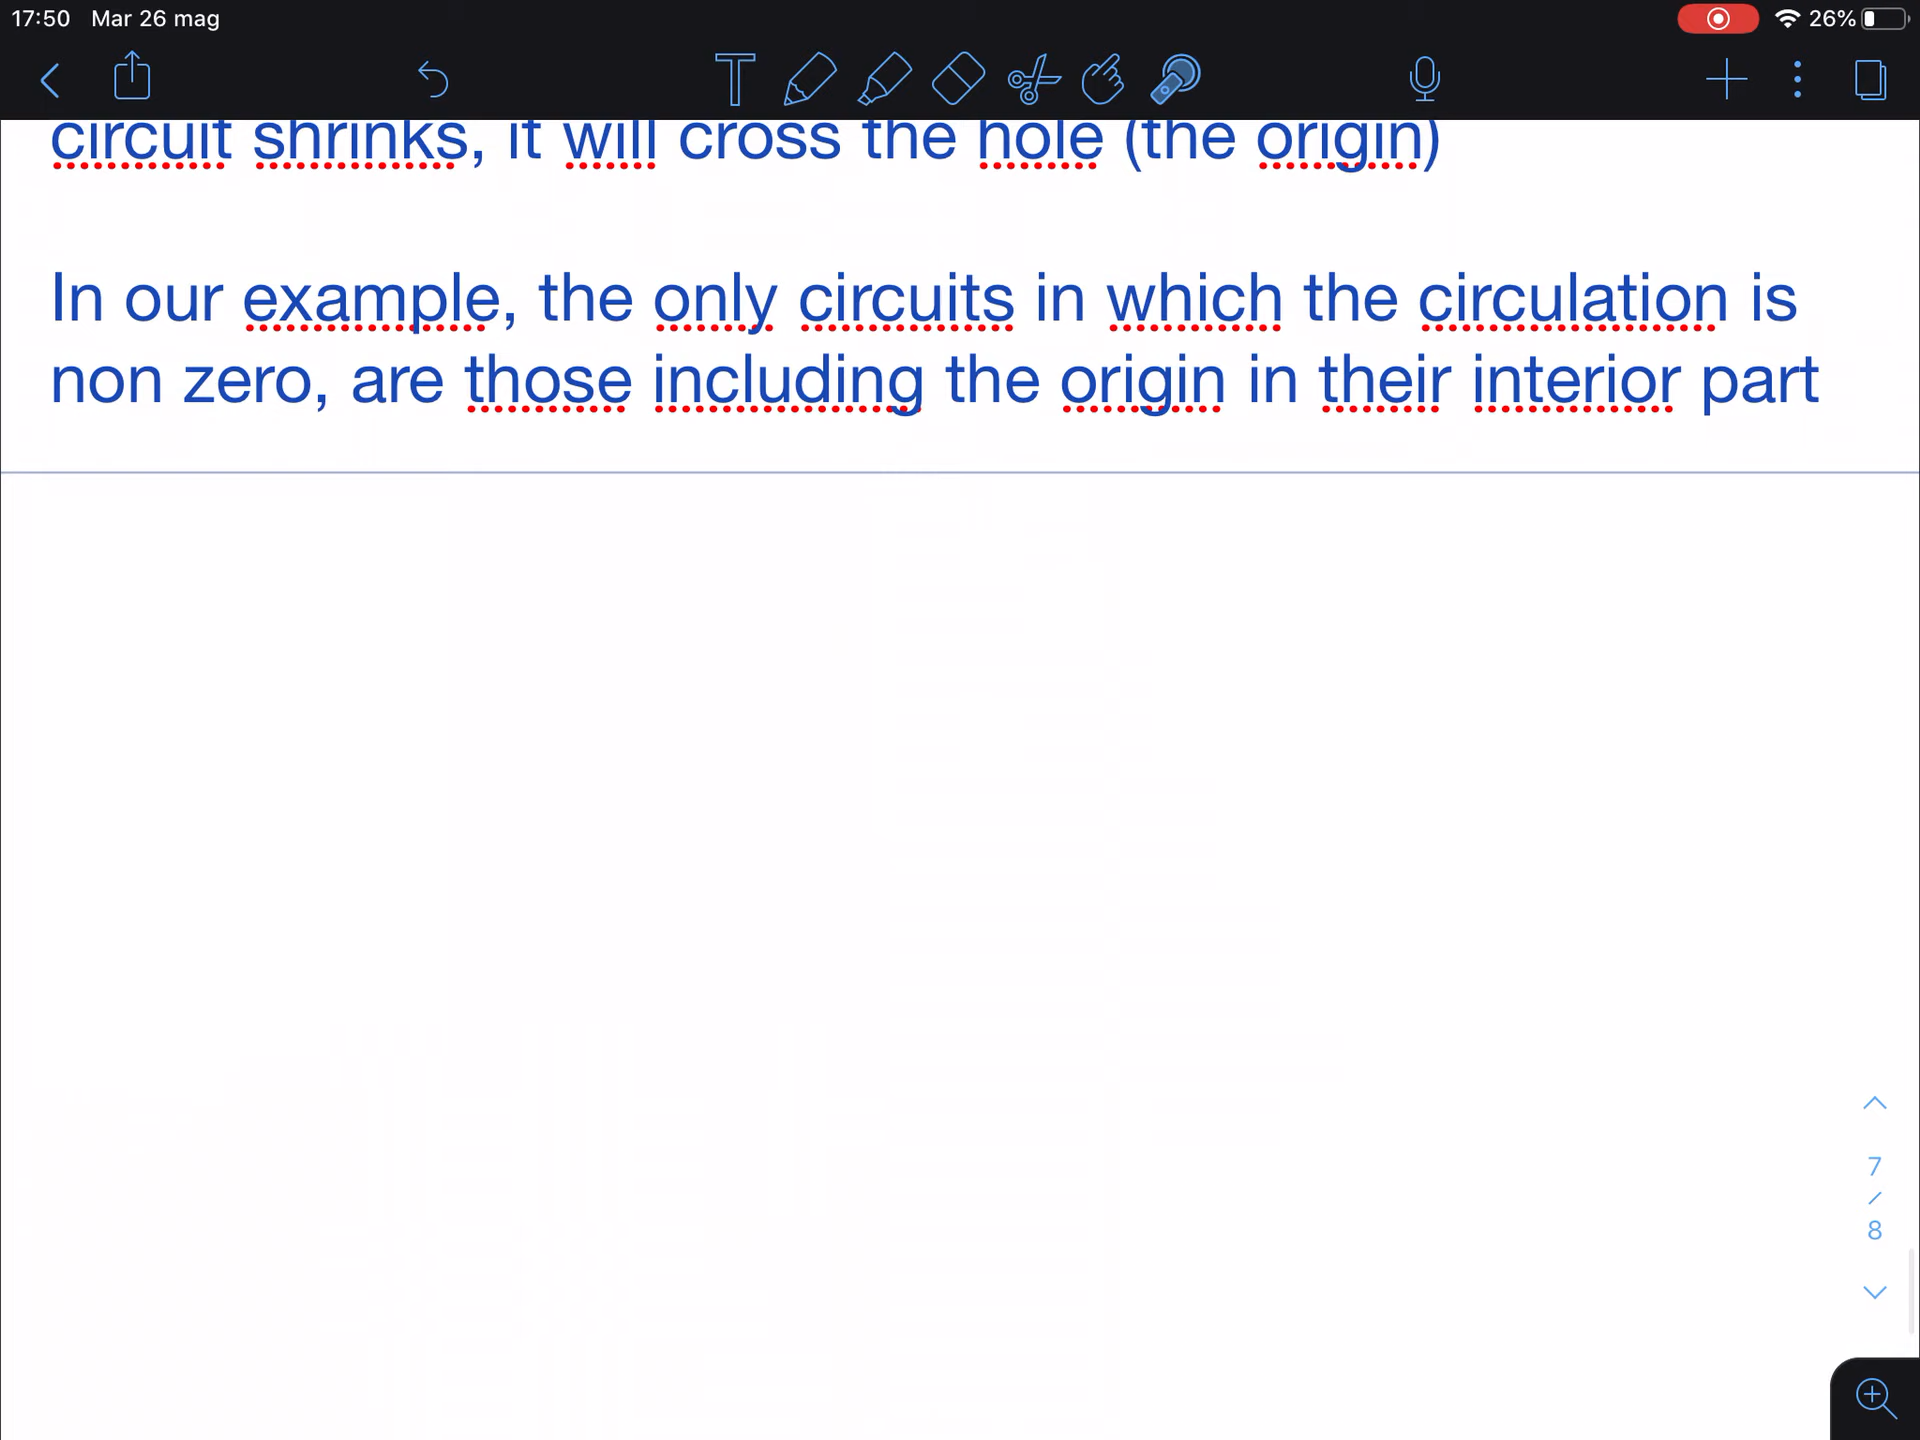 17:50 Mar 26 mag
26%
circuit shrinks, it will cross the hole (the origin)
In our example, the only circuits in which the circulation is
non zero, are those including the origin in their interior part
7
/
8